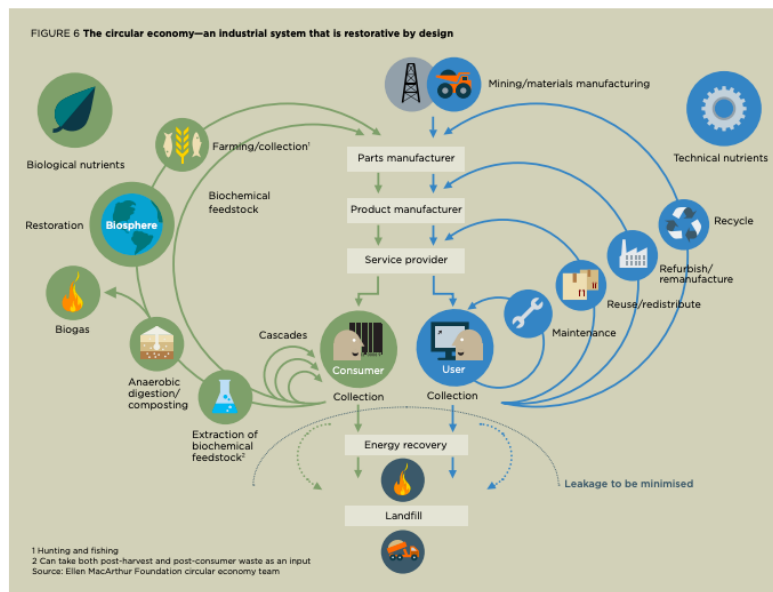 FIGURE 6 The circular economy—an industrial system that is restorative by design
Mining/materials manufacturing
Biological nutrients
Farming/collection¹
Parts manufacturer
Technical nutrients
Biochemical
feedstock
Restoration
Biosphere
Product manufacturer
Recycle
Service provider
Refurbish/
remanufacture
Reuse/redistribute
Biogas
Cascades
Maintenance
Consumer
User
Anaerobic
digestion/
composting
Collection
Collection
Extraction of
biochemical
feedstock²
Energy recovery
Leakage to be minimised
Landfill
1 Hunting and fishing
2 Can take both post-harvest and post-consumer waste as an input
Source: Ellen MacArthur Foundation circular economy team